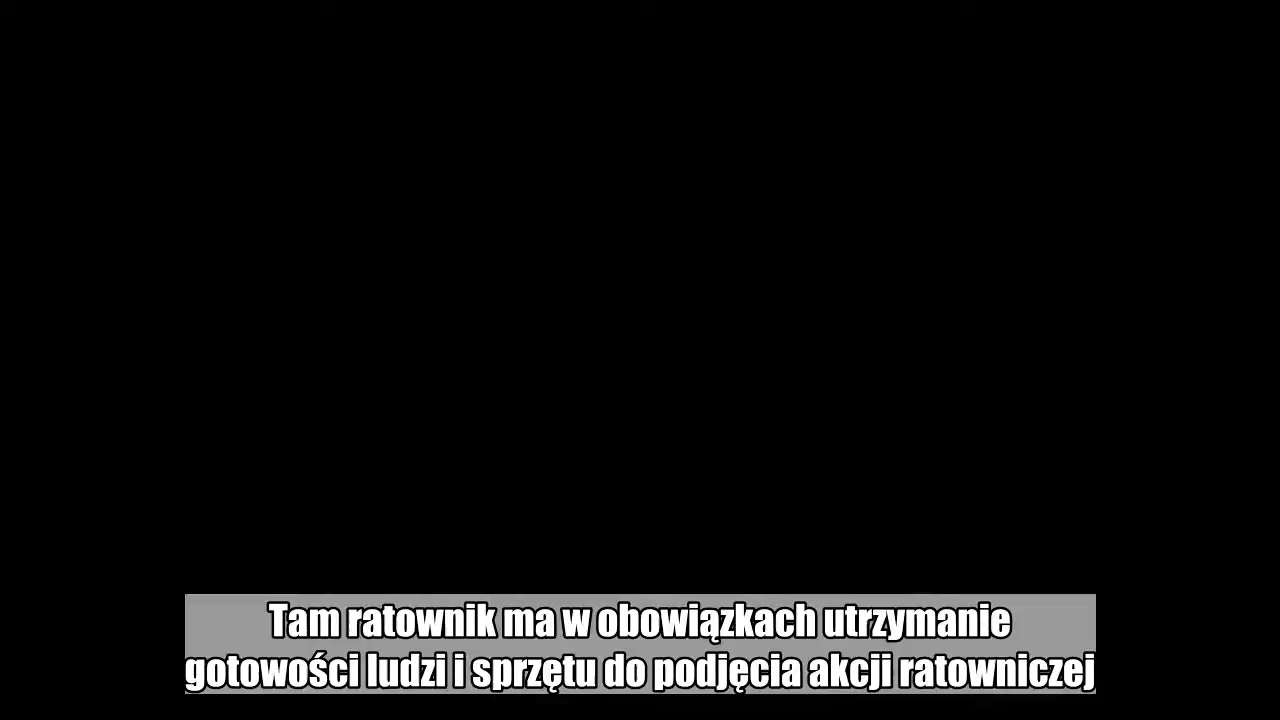 Tam ratownik ma w obowiązkach utrzymanie
gotowości ludzi i sprzętu do podjęcia akcji ratowniczej